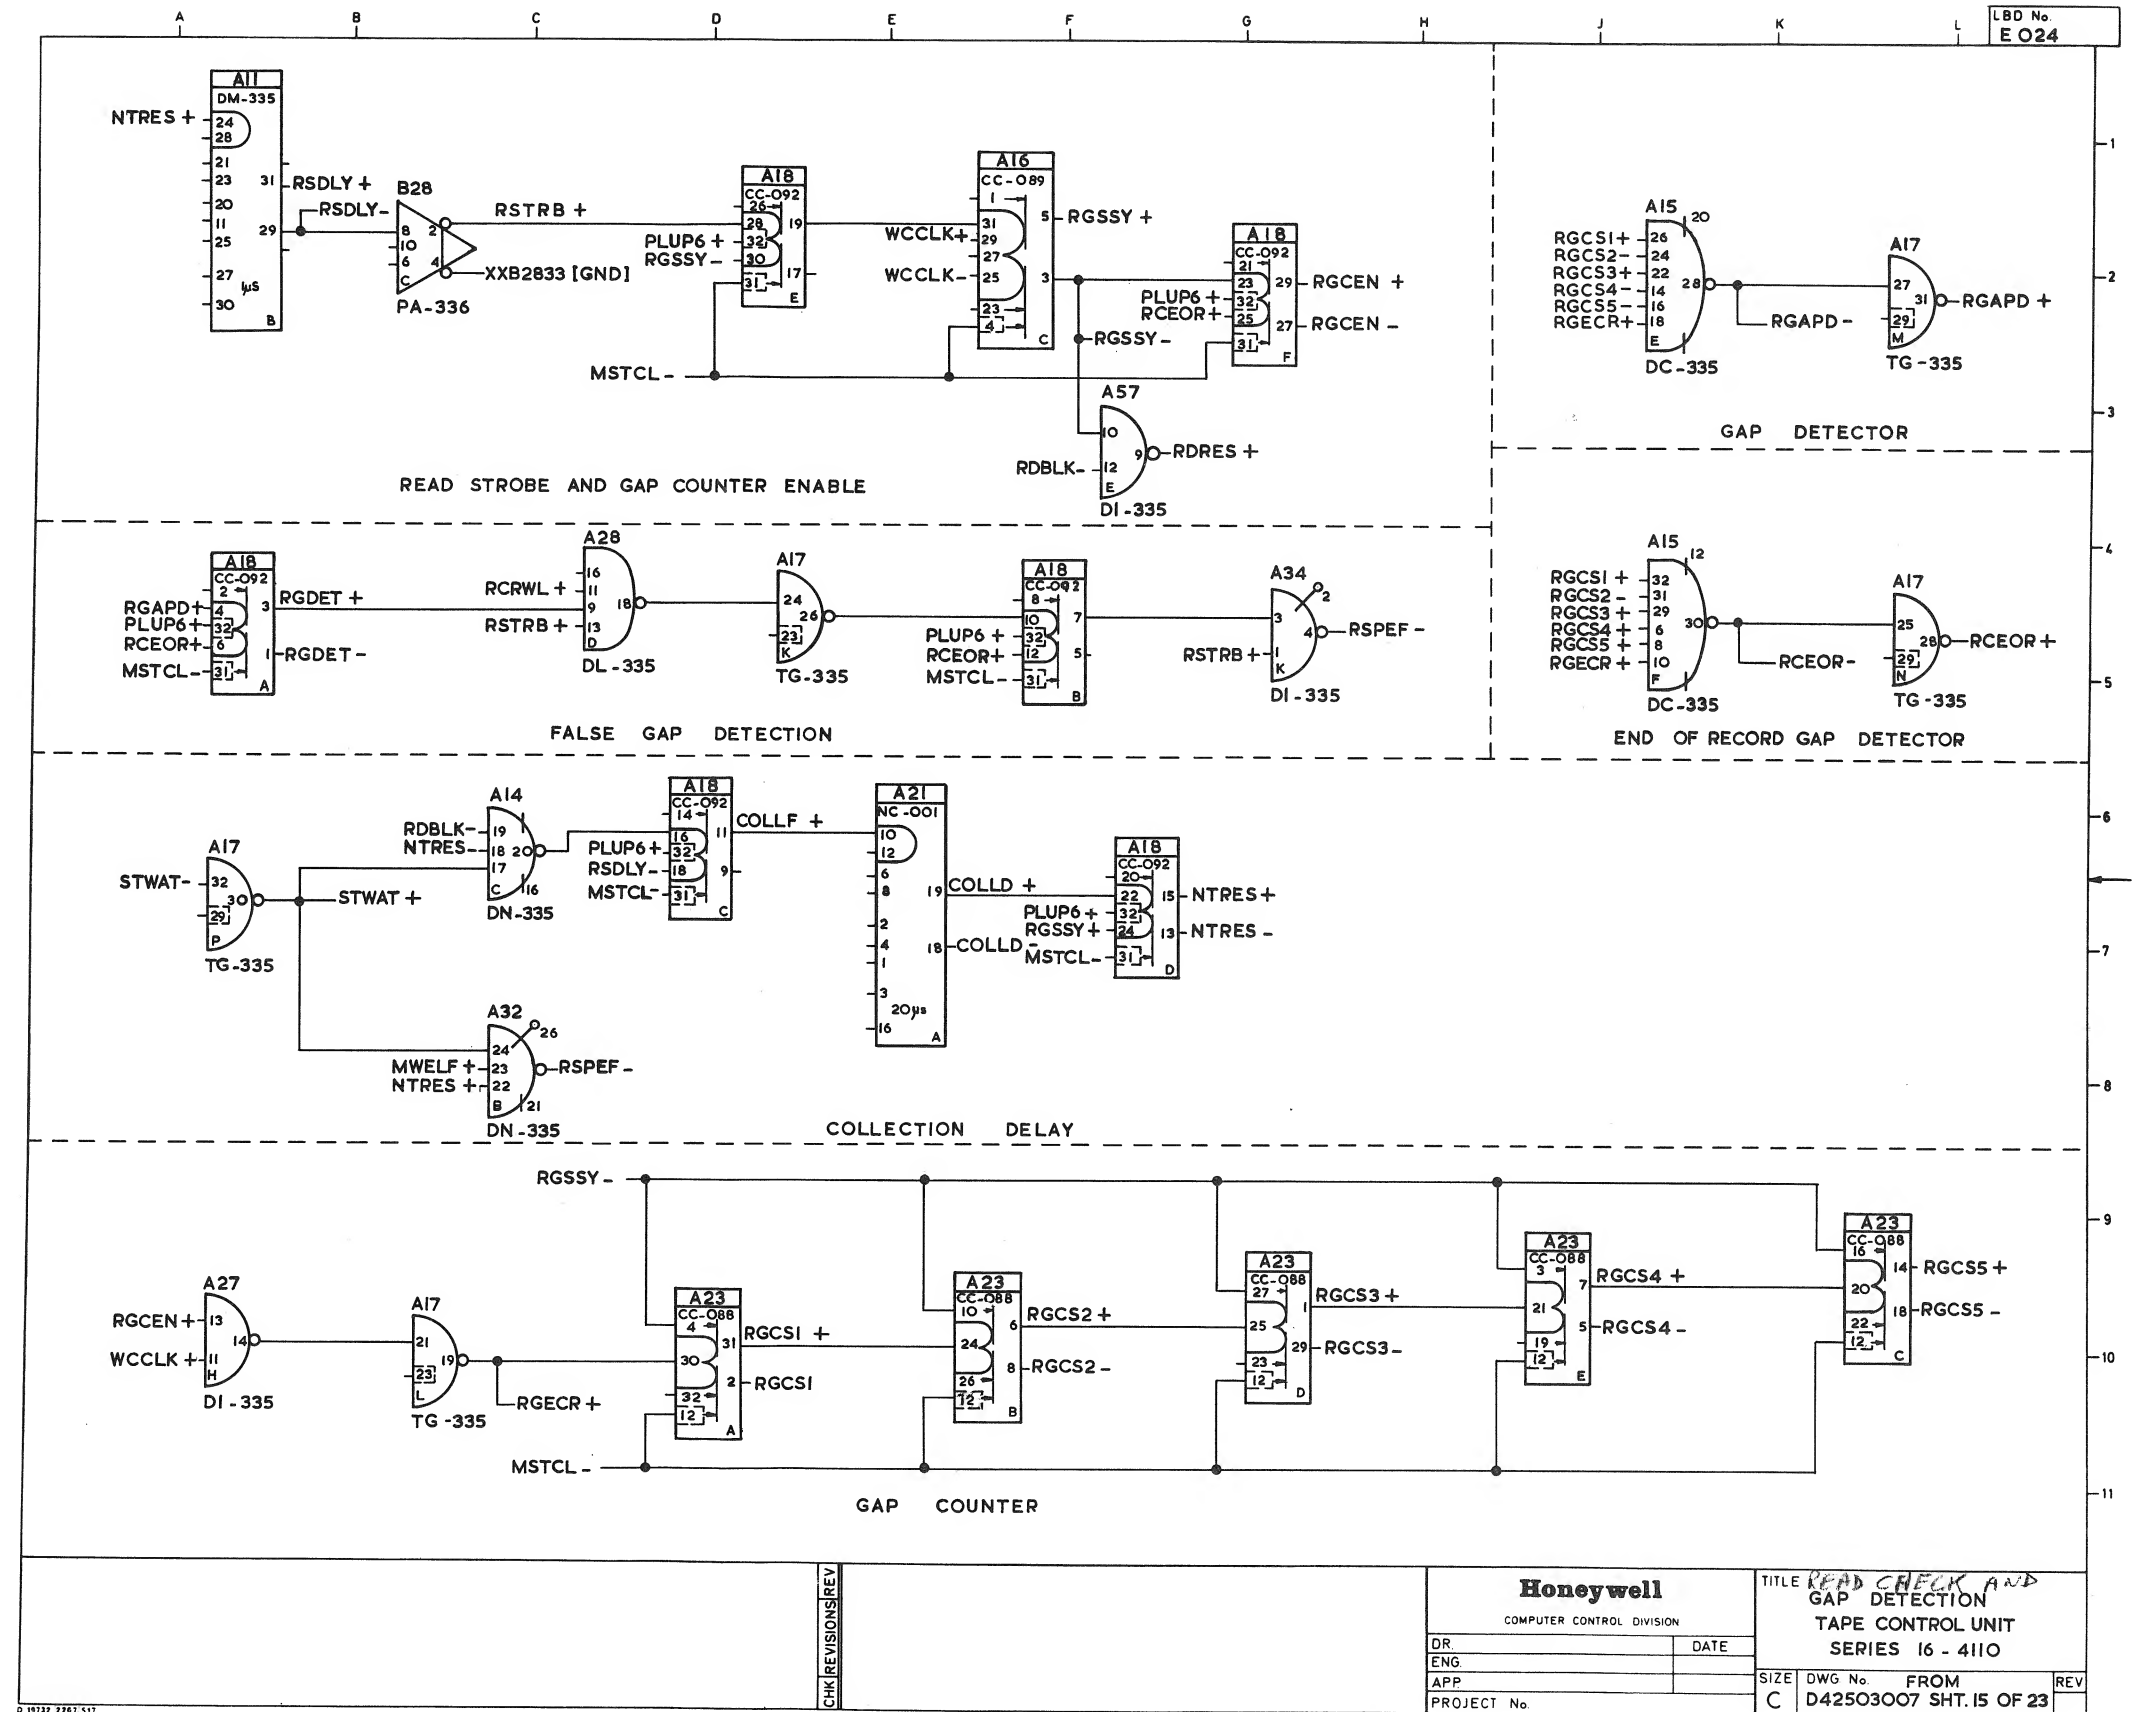 A B C D E F G H J K L
LBD No.
E 024
1
2
3
4
5
6
7
8
9
10
11
A11
DM-335
NTRES +
24
28
21
23
20
11
25
27
30
1µS
B
31
29
RSDLY +
RSDLY-
B28
8
10
6
C
2
4
PA-336
RSTRB +
XXB2833 [GND]
A18
CC-092
26
28
32
30
31
19
17
E
PLUP6 +
RGSSY-
MSTCL-
A16
CC-089
1
31
29
27
25
23
4
5
3
C
WCCLK+
WCCLK-
RGSSY +
RGSSY-
A18
CC-092
21
23
32
25
31
29
27
F
PLUP6 +
RCEOR+
RGCEN +
RGCEN -
A57
10
12
9
E
DI-335
RDBLK-
RDRES +
READ STROBE AND GAP COUNTER ENABLE
A15
20
RGCS1+
RGCS2-
RGCS3+
RGCS4-
RGCS5-
RGECR+
26
24
22
14
16
18
28
E
DC-335
RGAPD -
A17
27
29
31
M
TG-335
RGAPD +
GAP DETECTOR
A18
CC-092
2
4
32
6
31
3
1
A
RGAPD+
PLUP6+
RCEOR+
MSTCL-
RGDET +
RGDET-
A28
16
11
9
13
18
D
DL-335
RCRWL +
RSTRB +
A17
24
23
26
K
TG-335
A18
CC-092
8
10
32
12
31
7
5
B
PLUP6 +
RCEOR+
MSTCL-
A34
2
3
1
4
K
DI-335
RSTRB+
RSPEF-
FALSE GAP DETECTION
A15
12
RGCS1 +
RGCS2 -
RGCS3 +
RGCS4+
RGCS5 +
RGECR +
32
31
29
6
8
10
30
F
DC-335
RCEOR-
A17
25
29
28
N
TG-335
RCEOR+
END OF RECORD GAP DETECTOR
A17
STWAT-
32
29
30
P
TG-335
STWAT +
A14
RDBLK-
NTRES-
19
18
17
20
16
C
DN-335
A18
CC-092
14
16
32
18
31
11
9
C
PLUP6+
RSDLY-
MSTCL-
COLLF +
A21
NC-001
10
12
6
8
2
4
1
3
16
19
18
20µs
A
COLLD +
COLLD-
A18
CC-092
20
22
32
24
31
15
13
D
PLUP6+
RGSSY+
MSTCL-
NTRES+
NTRES -
A32
26
24
23
22
21
B
DN-335
MWELF +
NTRES +
RSPEF-
COLLECTION DELAY
RGSSY-
A27
RGCEN+
WCCLK+
13
11
14
H
DI-335
A17
21
23
19
L
TG-335
RGECR +
A23
CC-088
4
30
32
12
31
2
A
RGCS1 +
RGCS1
A23
CC-088
10
24
26
12
6
8
B
RGCS2 +
RGCS2 -
A23
CC-088
27
25
23
12
1
29
D
RGCS3 +
RGCS3-
A23
CC-088
3
21
19
12
7
5
E
RGCS4 +
RGCS4-
A23
CC-088
16
20
22
12
14
18
C
RGCS5 +
RGCS5 -
MSTCL-
GAP COUNTER
CHK REVISIONS REV
Honeywell
COMPUTER CONTROL DIVISION
DR. DATE
ENG.
APP.
PROJECT No.
TITLE READ CHECK AND
GAP DETECTION
TAPE CONTROL UNIT
SERIES 16 - 4110
SIZE DWG No. FROM REV
C D42503007 SHT. 15 OF 23